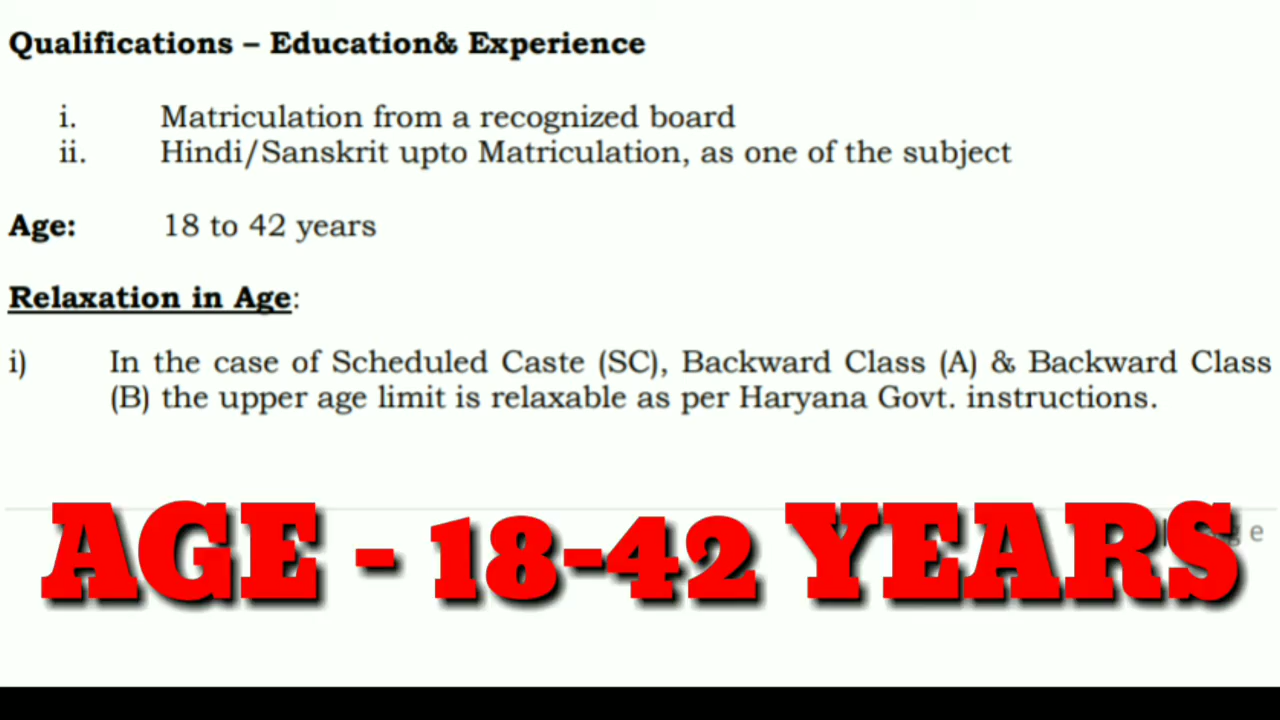 Qualifications – Education& Experience
i. Matriculation from a recognized board
ii. Hindi/Sanskrit upto Matriculation, as one of the subject
Age: 18 to 42 years
Relaxation in Age:
i) In the case of Scheduled Caste (SC), Backward Class (A) & Backward Class
(B) the upper age limit is relaxable as per Haryana Govt. instructions.
AGE - 18-42 YEARS